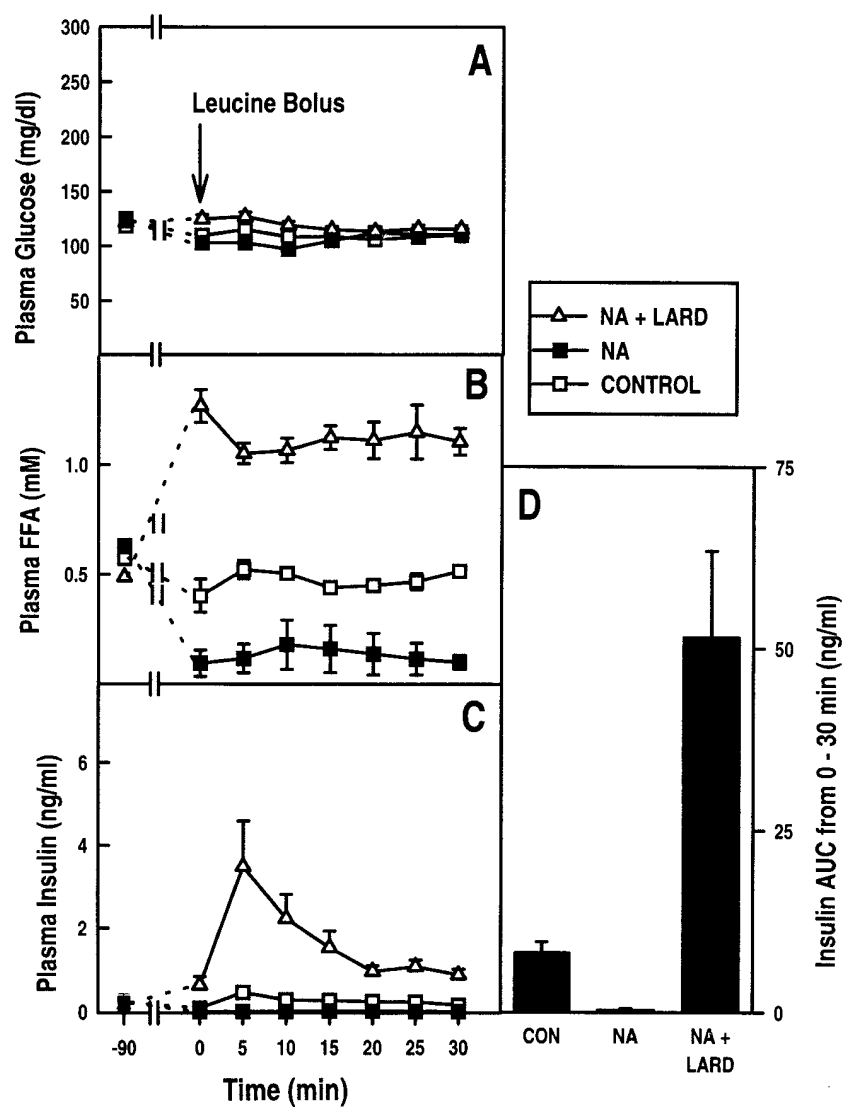 A
300
250
200
150
100
50
Plasma Glucose (mg/dl)
Leucine Bolus
NA + LARD
NA
CONTROL
B
1.0
0.5
Plasma FFA (mM)
C
6
4
2
0
Plasma Insulin (ng/ml)
-90
0
5
10
15
20
25
30
Time (min)
D
75
50
25
0
Insulin AUC from 0 - 30 min (ng/ml)
CON
NA
NA +
LARD